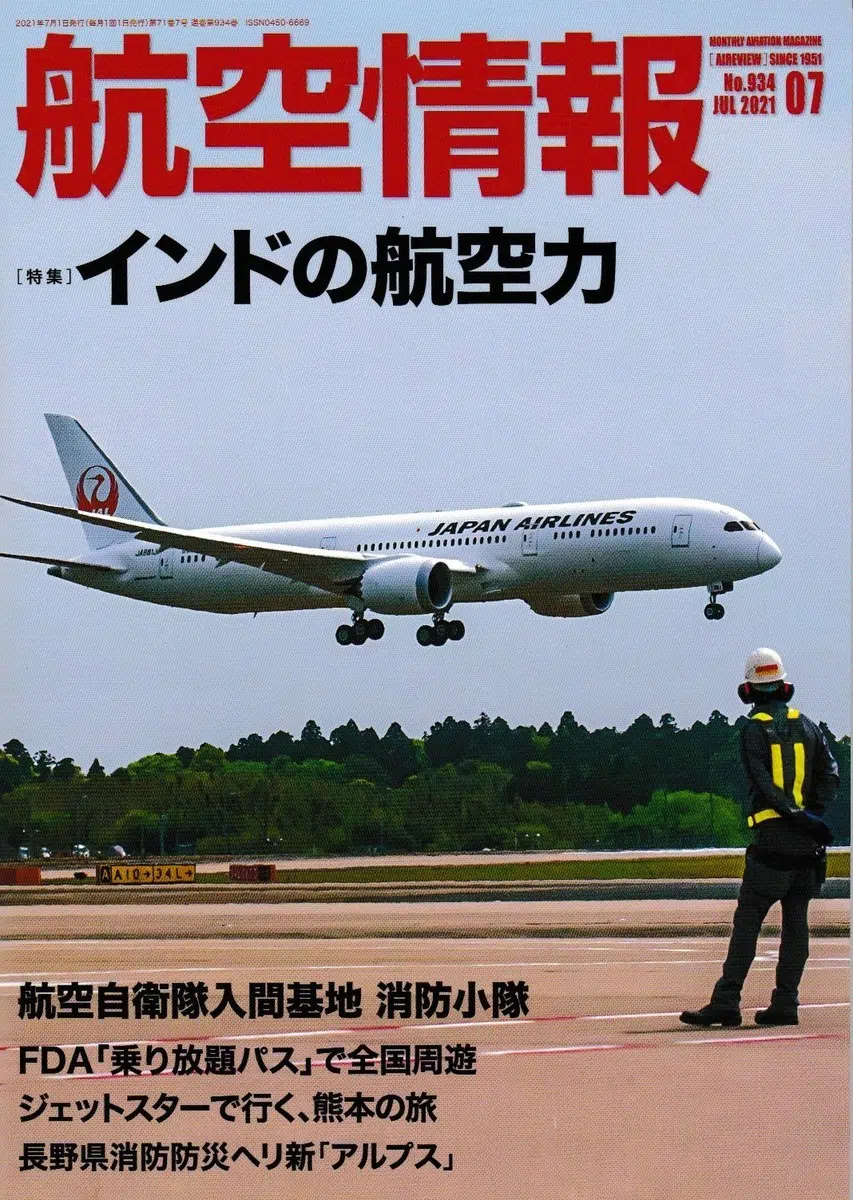 2021年7月1日発行(毎月1回1日発行)第71巻7号 通巻第934号 ISSN0450-6669
航空情報
MONTHLY AVIATION MAGAZINE
[AIREVIEW] SINCE 1951
No.934
JUL 2021 07
[特集]インドの航空力
JAPAN AIRLINES
JAL
JA861J
A A10→34L→
航空自衛隊入間基地 消防小隊
FDA「乗り放題パス」で全国周遊
ジェットスターで行く、熊本の旅
長野県消防防災ヘリ新「アルプス」